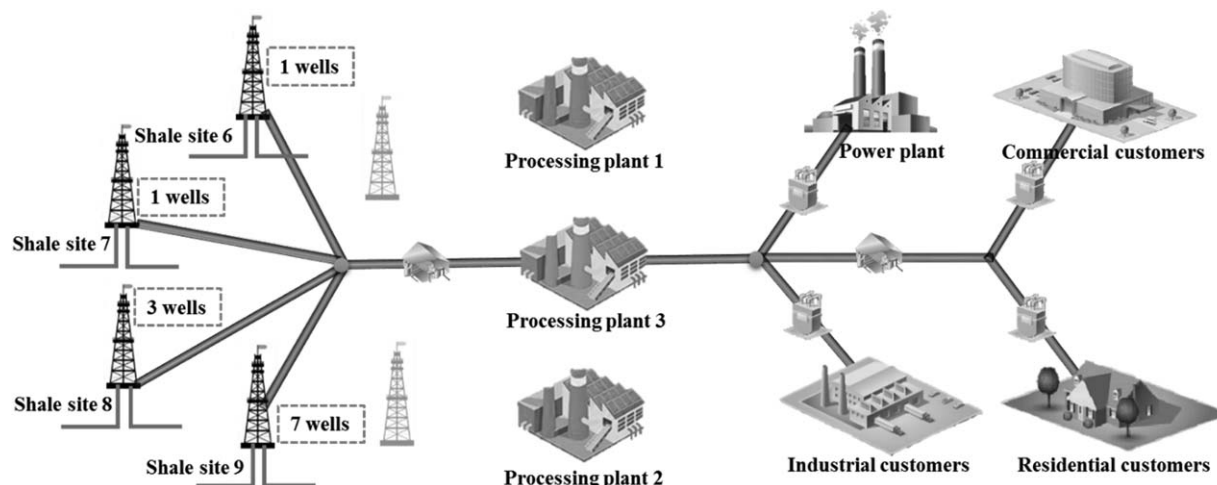 1 wells
Shale site 6
1 wells
Shale site 7
3 wells
Shale site 8
7 wells
Shale site 9
Processing plant 1
Processing plant 3
Processing plant 2
Power plant
Commercial customers
Industrial customers
Residential customers